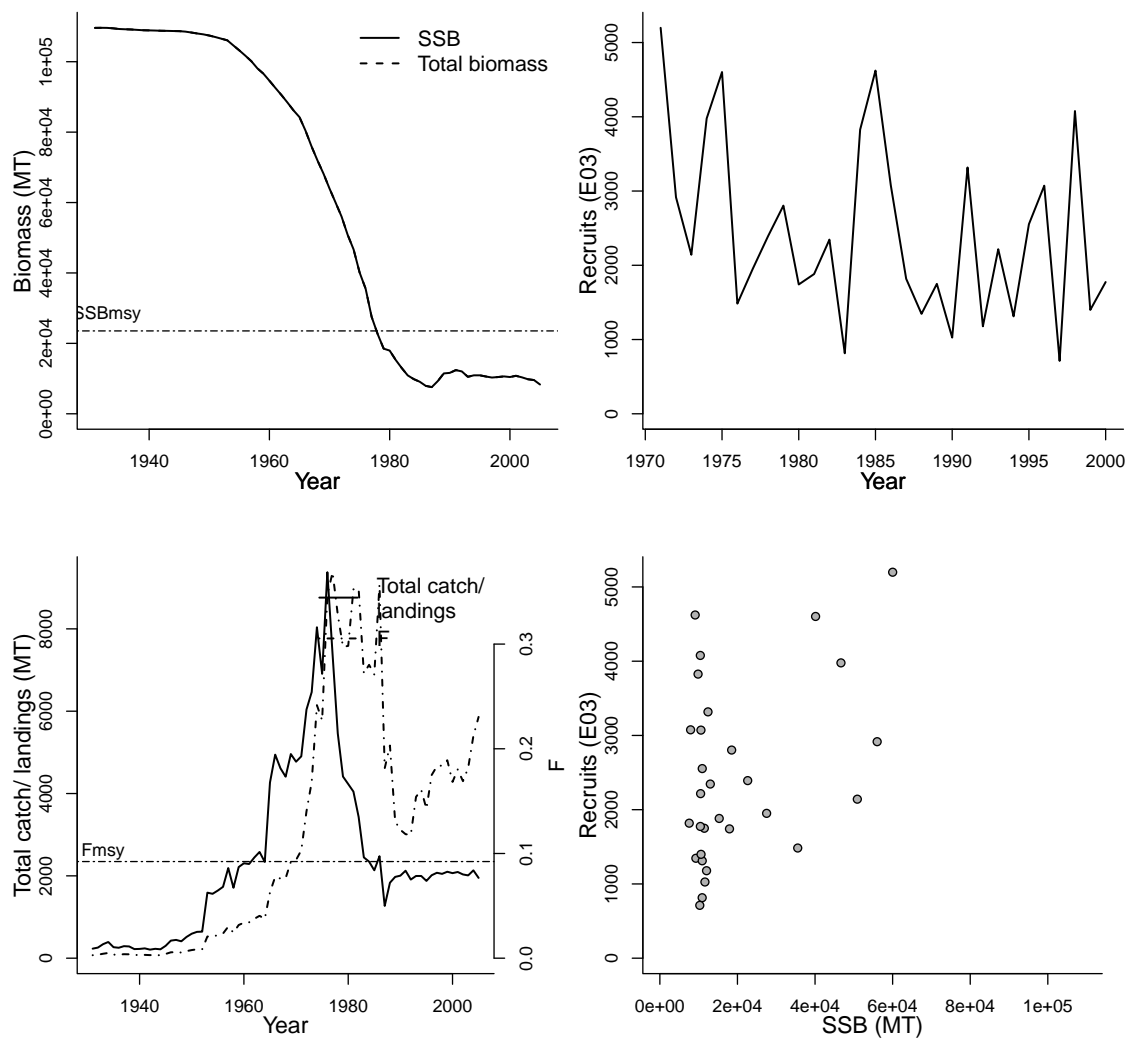 SSB
Total biomass
Biomass (MT)
0e+00 2e+04 4e+04 6e+04 8e+04 1e+05
SSBmsy
1940 1960 1980 2000
Year
Recruits (E03)
0 1000 2000 3000 4000 5000
1970 1975 1980 1985 1990 1995 2000
Year
Total catch/
landings
F
Total catch/ landings (MT)
0 2000 4000 6000 8000
Fmsy
0.0 0.1 0.2 0.3
F
1940 1960 1980 2000
Year
Recruits (E03)
0 1000 2000 3000 4000 5000
0e+00 2e+04 4e+04 6e+04 8e+04 1e+05
SSB (MT)